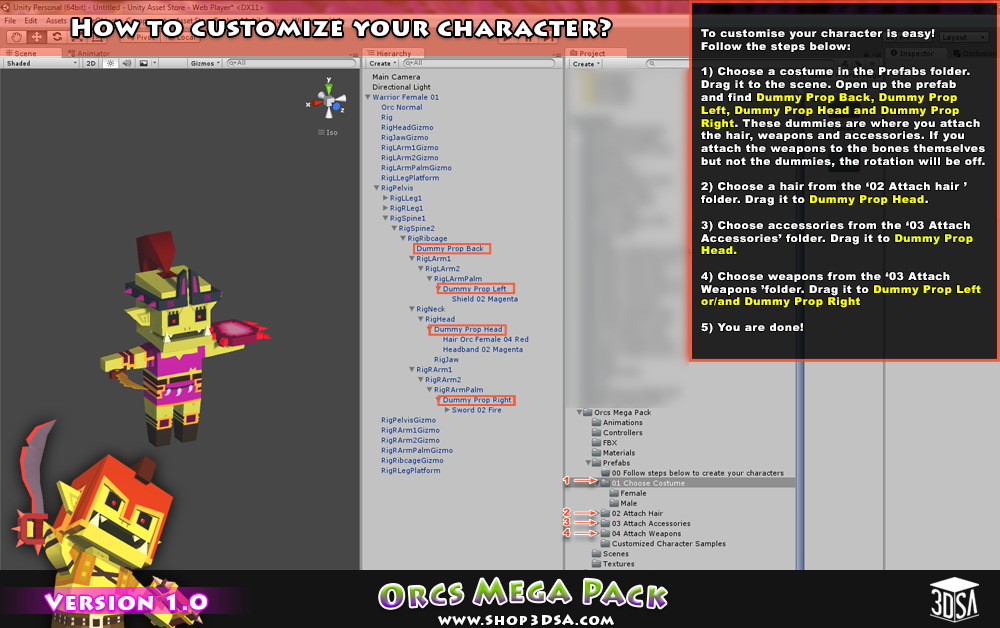 Unity Personal (64bit) - Untitled - Unity Asset Store - Web Player* <DX11>
File Edit Assets
How to customize your character?
Pivot Local
Layout
Scene
Animator
Hierarchy
Project
Inspector
Shaded
2D
Gizmos
All
Create
All
Create
y
x
Iso
Main Camera
Directional Light
Warrior Female 01
Orc Normal
Rig
RigHeadGizmo
RigJawGizmo
RigLArm1Gizmo
RigLArm2Gizmo
RigLArmPalmGizmo
RigLLegPlatform
RigPelvis
RigLLeg1
RigRLeg1
RigSpine1
RigSpine2
RigRibcage
Dummy Prop Back
RigLArm1
RigLArm2
RigLArmPalm
Dummy Prop Left
Shield 02 Magenta
RigNeck
RigHead
Dummy Prop Head
Hair Orc Female 04 Red
Headband 02 Magenta
RigJaw
RigRArm1
RigRArm2
RigRArmPalm
Dummy Prop Right
Sword 02 Fire
RigPelvisGizmo
RigRArm1Gizmo
RigRArm2Gizmo
RigRArmPalmGizmo
RigRibcageGizmo
RigRLegPlatform
To customise your character is easy!
Follow the steps below:
1) Choose a costume in the Prefabs folder.
Drag it to the scene. Open up the prefab
and find Dummy Prop Back, Dummy Prop
Left, Dummy Prop Head and Dummy Prop
Right. These dummies are where you attach
the hair, weapons and accessories. If you
attach the weapons to the bones themselves
but not the dummies, the rotation will be off.
2) Choose a hair from the ‘02 Attach hair ’
folder. Drag it to Dummy Prop Head.
3) Choose accessories from the ‘03 Attach
Accessories’ folder. Drag it to Dummy Prop
Head.
4) Choose weapons from the ‘03 Attach
Weapons ’folder. Drag it to Dummy Prop Left
or/and Dummy Prop Right
5) You are done!
Orcs Mega Pack
Animations
Controllers
FBX
Materials
Prefabs
00 Follow steps below to create your characters
1 01 Choose Costume
Female
Male
2 02 Attach Hair
3 03 Attach Accessories
4 04 Attach Weapons
Customized Character Samples
Scenes
Textures
Version 1.0
Orcs Mega Pack
www.shop3DSA.com
3DSA